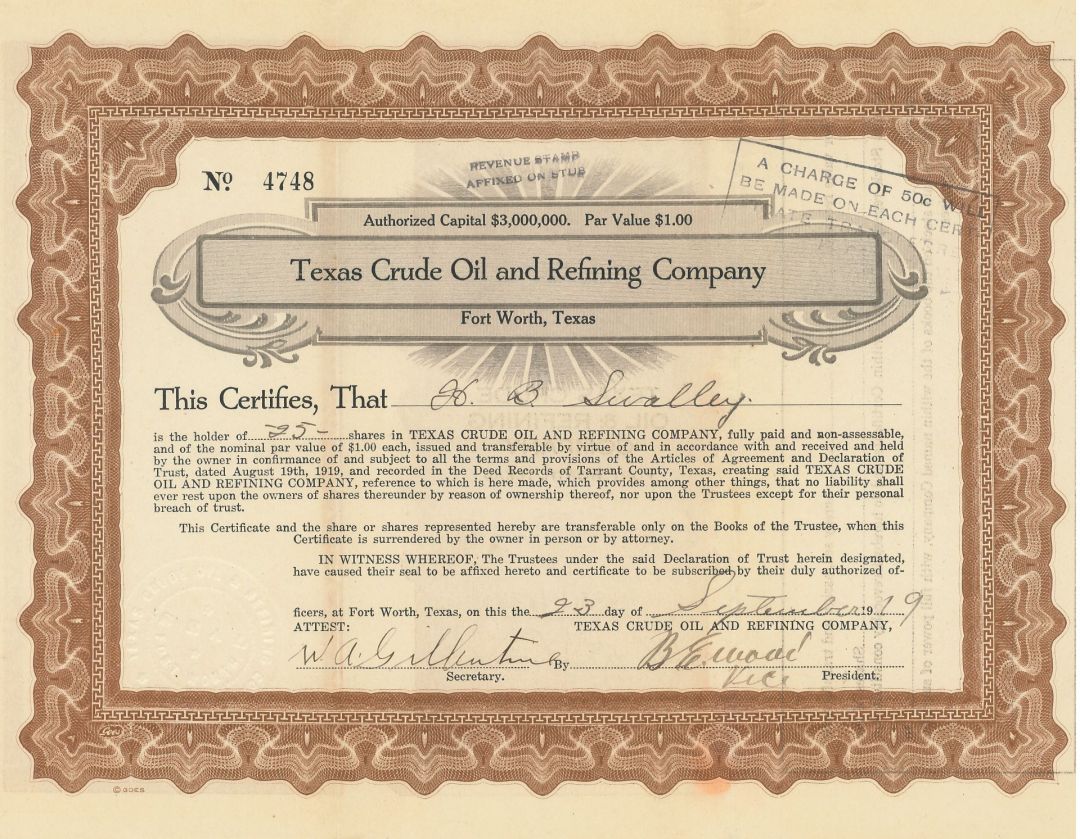 REVENUE STAMP
AFFIXED ON STUB
No 4748
A CHARGE OF 50c WILL
BE MADE ON EACH CERT
Authorized Capital $3,000,000. Par Value $1.00
Texas Crude Oil and Refining Company
Fort Worth, Texas
This Certifies, That H. B. Swalley.
is the holder of -25- shares in TEXAS CRUDE OIL AND REFINING COMPANY, fully paid and non-assessable,
and of the nominal par value of $1.00 each, issued and transferable by virtue of and in accordance with and received and held
by the owner in confirmance of and subject to all the terms and provisions of the Articles of Agreement and Declaration of
Trust, dated August 19th, 1919, and recorded in the Deed Records of Tarrant County, Texas, creating said TEXAS CRUDE
OIL AND REFINING COMPANY, reference to which is here made, which provides among other things, that no liability shall
ever rest upon the owners of shares thereunder by reason of ownership thereof, nor upon the Trustees except for their personal
breach of trust.
This Certificate and the share or shares represented hereby are transferable only on the Books of the Trustee, when this
Certificate is surrendered by the owner in person or by attorney.
IN WITNESS WHEREOF, The Trustees under the said Declaration of Trust herein designated,
have caused their seal to be affixed hereto and certificate to be subscribed by their duly authorized of-
ficers, at Fort Worth, Texas, on this the 23 day of September 1919
ATTEST: TEXAS CRUDE OIL AND REFINING COMPANY,
W. A. By B E Wood
Secretary. Vice President.
© GOES